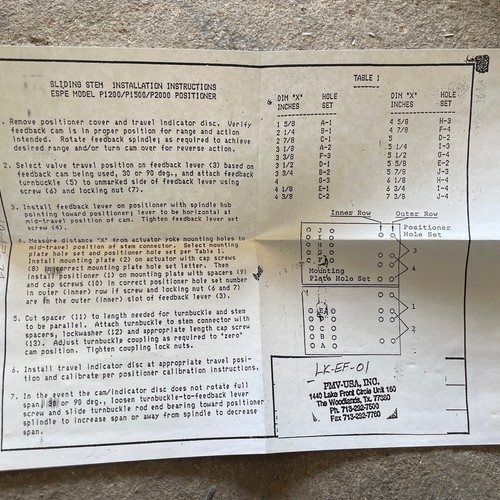 SLIDING STEM INSTALLATION INSTRUCTIONS
ESPE MODEL P1200/P1500/P2000 POSITIONER
. Remove positioner cover and travel indicator disc. Verify
feedback cam is in proper position for range and action
intended. Rotate feedback spindle; as required to achieve
desired range and/or turn cam over for reverse action.
2. Select valve travel position on feedback lever (3) based on
feedback cam being used, 30 or 90 deg., and attach feedback
turnbuckle (5) to unmarked side of feedback lever using
screw (6) and locking nut (7).
3. Install feedback lever on positioner with spindle hub
pointing toward positioner; lever to be horizontal at
mid-travel position of cam. Tighten feedback lever set
screw (4).
4. Measure distance "X" from actuator yoke mounting holes to
mid-travel position of stem connector. Select mounting
plate hole set and positioner hole set per Table 1.
Install mounting plate (2) on actuator with cap screws
(8) in correct mounting plate hole set letter. Then
install positioner (1) on mounting plate with spacers (9)
and cap screws (10) in correct positioner hole set number
in outer (inner) row if screw and locking nut (6 and 7)
are in the outer (inner) slot of feedback lever (3).
5. Cut spacer (11) to length needed for turnbuckle and stem
to be parallel. Attach turnbuckle to stem connector with
spacers, lockwasher (12) and appropriate length cap screw
(13). Adjust turnbuckle coupling as required to "zero"
cam position. Tighten coupling lock nuts.
6. Install travel indicator disc at appropriate travel posi-
tion and calibrate per positioner calibration instructions.
7. In the event the cam/indicator disc does not rotate full
span, 30 or 90 deg., loosen turnbuckle-to-feedback lever
screw and slide turnbuckle rod end bearing toward positioner
spindle to increase span or away from spindle to decrease
span.
TABLE 1
DIM "X" HOLE DIM "X" HOLE
INCHES SET INCHES SET
1 5/8 A-1 4 5/8 H-3
2 1/4 B-1 4 7/8 F-4
2 3/4 C-1 5 D-2
3 1/8 A-2 5 1/4 I-3
3 3/8 F-3 5 1/2 G-4
3 1/2 D-1 5 5/8 E-2
3 3/4 B-2 5 7/8 J-3
4 G-3 6 1/8 H-4
4 1/8 E-1 6 3/4 I-4
4 3/8 C-2 7 3/8 J-4
Inner Row Outer Row
Positioner
Hole Set
J
I
H
G
F
Mounting
Plate Hole Set
3
4
E
D
C
B
A
1
2
LK-EF-01
PMV-USA, INC.
1440 Lake Front Circle Unit 160
The Woodlands, Tx. 77380
Ph. 713-292-7500
Fax 713-292-7760